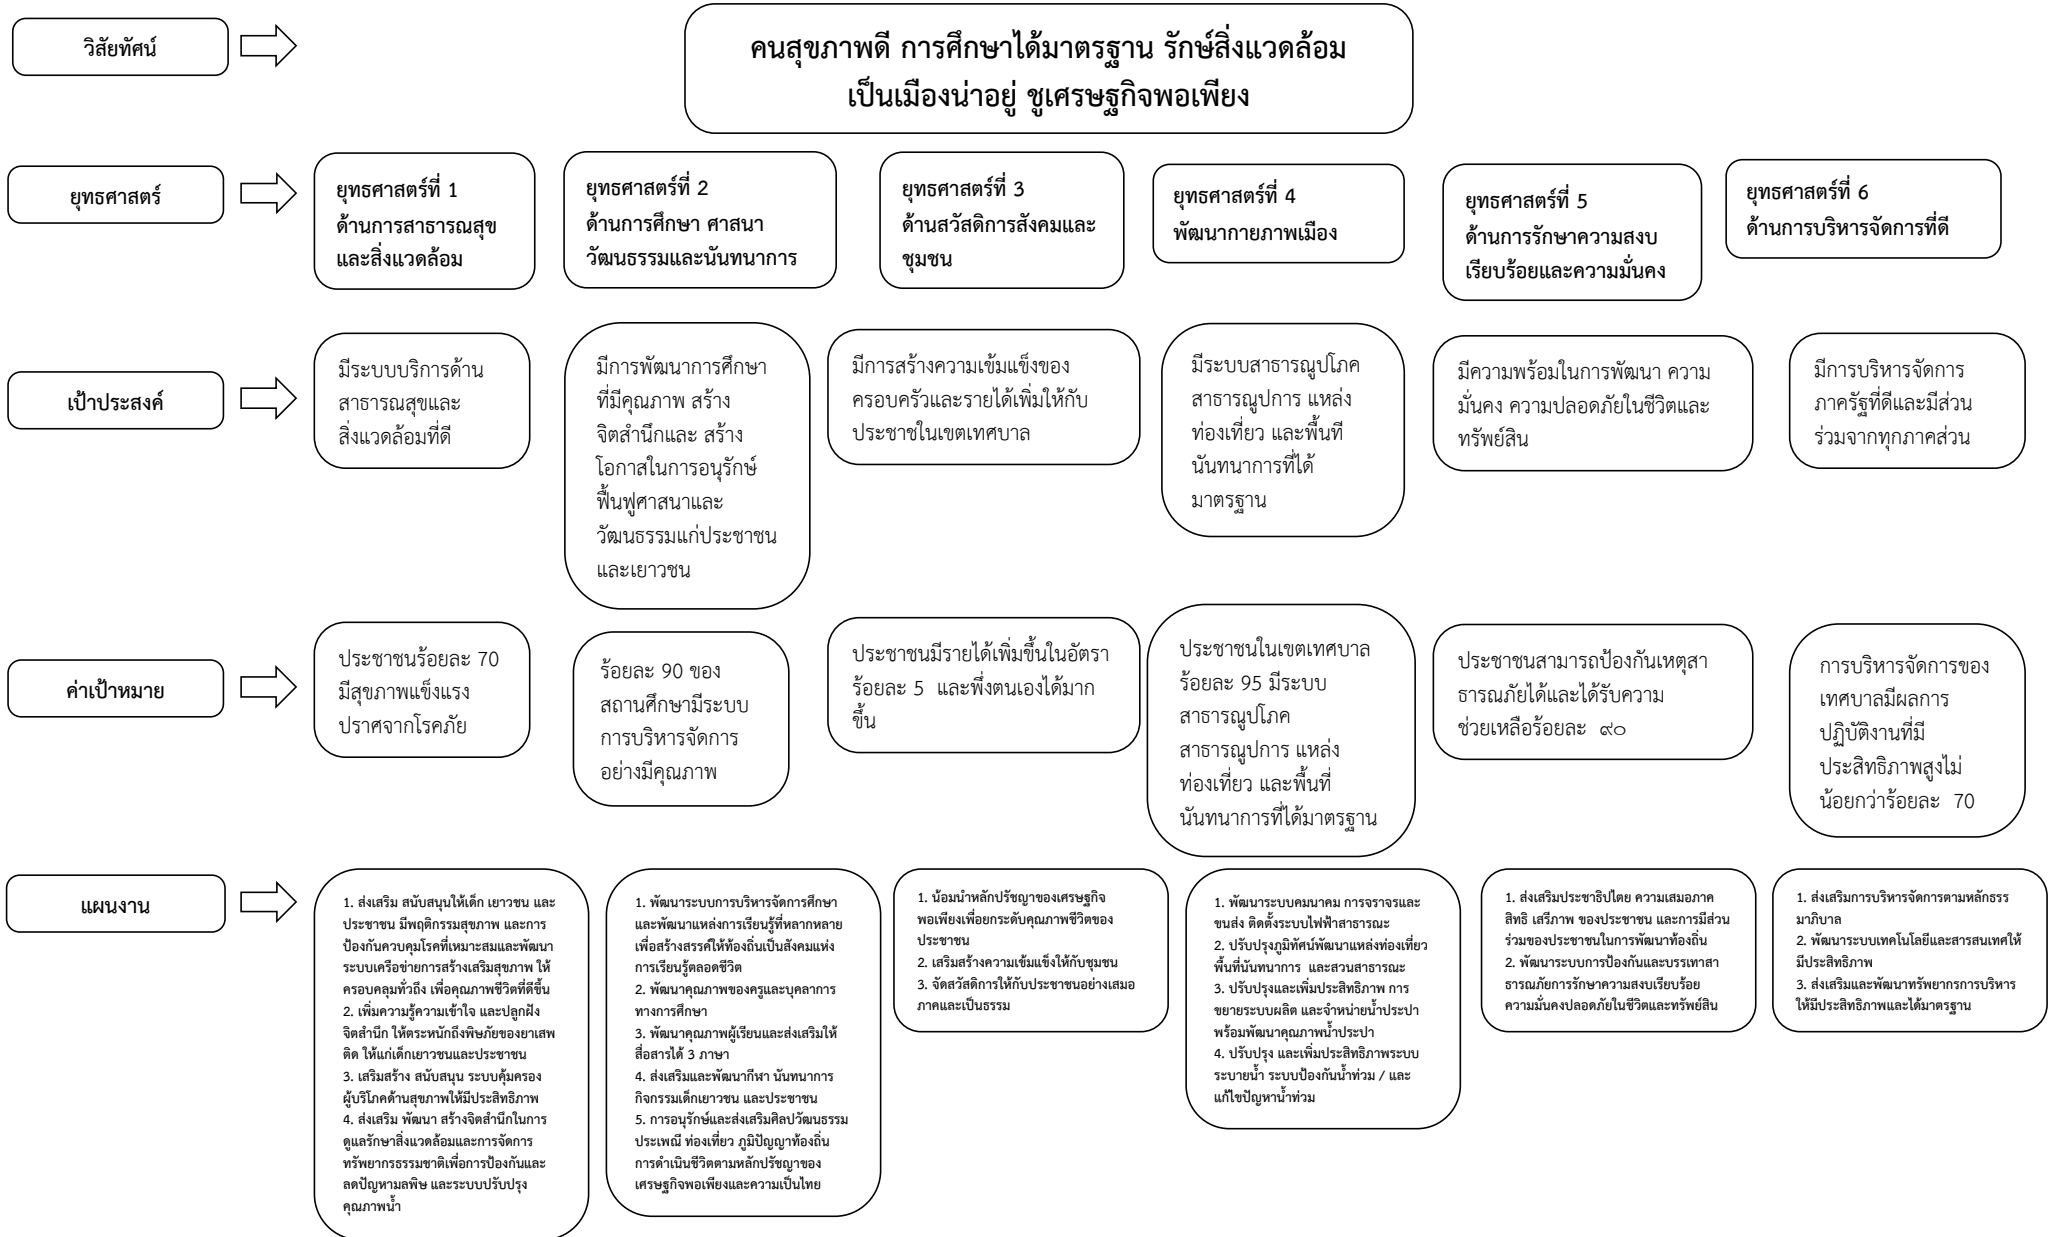 วิสัยทัศน์
คนสุขภาพดี การศึกษาได้มาตรฐาน รักษ์สิ่งแวดล้อม
เป็นเมืองน่าอยู่ ชูเศรษฐกิจพอเพียง
ยุทธศาสตร์
ยุทธศาสตร์ที่ 1
ด้านการสาธารณสุข
และสิ่งแวดล้อม
ยุทธศาสตร์ที่ 2
ด้านการศึกษา ศาสนา
วัฒนธรรมและนันทนาการ
ยุทธศาสตร์ที่ 3
ด้านสวัสดิการสังคมและ
ชุมชน
ยุทธศาสตร์ที่ 4
พัฒนากายภาพเมือง
ยุทธศาสตร์ที่ 5
ด้านการรักษาความสงบ
เรียบร้อยและความมั่นคง
ยุทธศาสตร์ที่ 6
ด้านการบริหารจัดการที่ดี
เป้าประสงค์
มีระบบบริการด้าน
สาธารณสุขและ
สิ่งแวดล้อมที่ดี
มีการพัฒนาการศึกษา
ที่มีคุณภาพ สร้าง
จิตสำนึกและ สร้าง
โอกาสในการอนุรักษ์
ฟื้นฟูศาสนาและ
วัฒนธรรมแก่ประชาชน
และเยาวชน
มีการสร้างความเข้มแข็งของ
ครอบครัวและรายได้เพิ่มให้กับ
ประชาชในเขตเทศบาล
มีระบบสาธารณูปโภค
สาธารณูปการ แหล่ง
ท่องเที่ยว และพื้นที่
นันทนาการที่ได้
มาตรฐาน
มีความพร้อมในการพัฒนา ความ
มั่นคง ความปลอดภัยในชีวิตและ
ทรัพย์สิน
มีการบริหารจัดการ
ภาครัฐที่ดีและมีส่วน
ร่วมจากทุกภาคส่วน
ค่าเป้าหมาย
ประชาชนร้อยละ 70
มีสุขภาพแข็งแรง
ปราศจากโรคภัย
ร้อยละ 90 ของ
สถานศึกษามีระบบ
การบริหารจัดการ
อย่างมีคุณภาพ
ประชาชนมีรายได้เพิ่มขึ้นในอัตรา
ร้อยละ 5 และพึ่งตนเองได้มาก
ขึ้น
ประชาชนในเขตเทศบาล
ร้อยละ 95 มีระบบ
สาธารณูปโภค
สาธารณูปการ แหล่ง
ท่องเที่ยว และพื้นที่
นันทนาการที่ได้มาตรฐาน
ประชาชนสามารถป้องกันเหตุสา
ธารณภัยได้และได้รับความ
ช่วยเหลือร้อยละ ๙๐
การบริหารจัดการของ
เทศบาลมีผลการ
ปฏิบัติงานที่มี
ประสิทธิภาพสูงไม่
น้อยกว่าร้อยละ 70
แผนงาน
1. ส่งเสริม สนับสนุนให้เด็ก เยาวชน และ
ประชาชน มีพฤติกรรมสุขภาพ และการ
ป้องกันควบคุมโรคที่เหมาะสมและพัฒนา
ระบบเครือข่ายการสร้างเสริมสุขภาพ ให้
ครอบคลุมทั่วถึง เพื่อคุณภาพชีวิตที่ดีขึ้น
2. เพิ่มความรู้ความเข้าใจ และปลูกฝัง
จิตสำนึก ให้ตระหนักถึงพิษภัยของยาเสพ
ติด ให้แก่เด็กเยาวชนและประชาชน
3. เสริมสร้าง สนับสนุน ระบบคุ้มครอง
ผู้บริโภคด้านสุขภาพให้มีประสิทธิภาพ
4. ส่งเสริม พัฒนา สร้างจิตสำนึกในการ
ดูแลรักษาสิ่งแวดล้อมและการจัดการ
ทรัพยากรธรรมชาติเพื่อการป้องกันและ
ลดปัญหามลพิษ และระบบปรับปรุง
คุณภาพน้ำ
1. พัฒนาระบบการบริหารจัดการศึกษา
และพัฒนาแหล่งการเรียนรู้ที่หลากหลาย
เพื่อสร้างสรรค์ให้ท้องถิ่นเป็นสังคมแห่ง
การเรียนรู้ตลอดชีวิต
2. พัฒนาคุณภาพของครูและบุคลาการ
ทางการศึกษา
3. พัฒนาคุณภาพผู้เรียนและส่งเสริมให้
สื่อสารได้ 3 ภาษา
4. ส่งเสริมและพัฒนากีฬา นันทนาการ
กิจกรรมเด็กเยาวชน และประชาชน
5. การอนุรักษ์และส่งเสริมศิลปวัฒนธรรม
ประเพณี ท่องเที่ยว ภูมิปัญญาท้องถิ่น
การดำเนินชีวิตตามหลักปรัชญาของ
เศรษฐกิจพอเพียงและความเป็นไทย
1. น้อมนำหลักปรัชญาของเศรษฐกิจ
พอเพียงเพื่อยกระดับคุณภาพชีวิตของ
ประชาชน
2. เสริมสร้างความเข้มแข็งให้กับชุมชน
3. จัดสวัสดิการให้กับประชาชนอย่างเสมอ
ภาคและเป็นธรรม
1. พัฒนาระบบคมนาคม การจราจรและ
ขนส่ง ติดตั้งระบบไฟฟ้าสาธารณะ
2. ปรับปรุงภูมิทัศน์พัฒนาแหล่งท่องเที่ยว
พื้นที่นันทนาการ และสวนสาธารณะ
3. ปรับปรุงและเพิ่มประสิทธิภาพ การ
ขยายระบบผลิต และจำหน่ายน้ำประปา
พร้อมพัฒนาคุณภาพน้ำประปา
4. ปรับปรุง และเพิ่มประสิทธิภาพระบบ
ระบายน้ำ ระบบป้องกันน้ำท่วม / และ
แก้ไขปัญหาน้ำท่วม
1. ส่งเสริมประชาธิปไตย ความเสมอภาค
สิทธิ เสรีภาพ ของประชาชน และการมีส่วน
ร่วมของประชาชนในการพัฒนาท้องถิ่น
2. พัฒนาระบบการป้องกันและบรรเทาสา
ธารณภัยการรักษาความสงบเรียบร้อย
ความมั่นคงปลอดภัยในชีวิตและทรัพย์สิน
1. ส่งเสริมการบริหารจัดการตามหลักธรร
มาภิบาล
2. พัฒนาระบบเทคโนโลยีและสารสนเทศให้
มีประสิทธิภาพ
3. ส่งเสริมและพัฒนาทรัพยากรการบริหาร
ให้มีประสิทธิภาพและได้มาตรฐาน